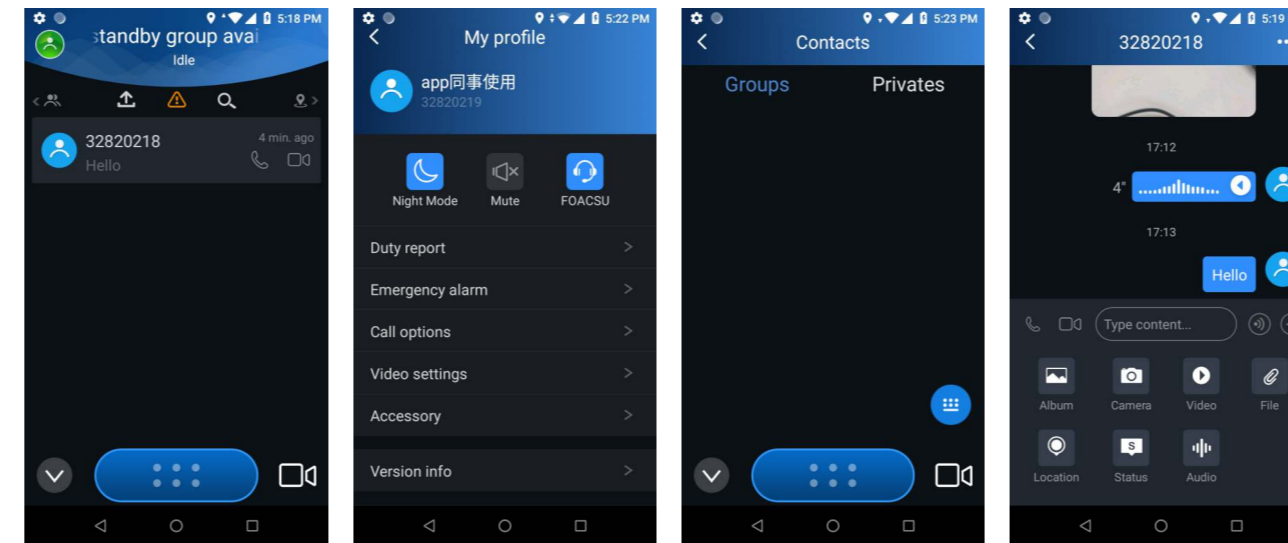 5:18 PM
standby group avai
Idle
32820218
4 min. ago
Hello
5:22 PM
My profile
app同事使用
32820219
Night Mode
Mute
FOACSU
Duty report
Emergency alarm
Call options
Video settings
Accessory
Version info
5:23 PM
Contacts
Groups
Privates
5:19
32820218
17:12
4"
17:13
Hello
Type content...
Album
Camera
Video
File
Location
S
Status
Audio